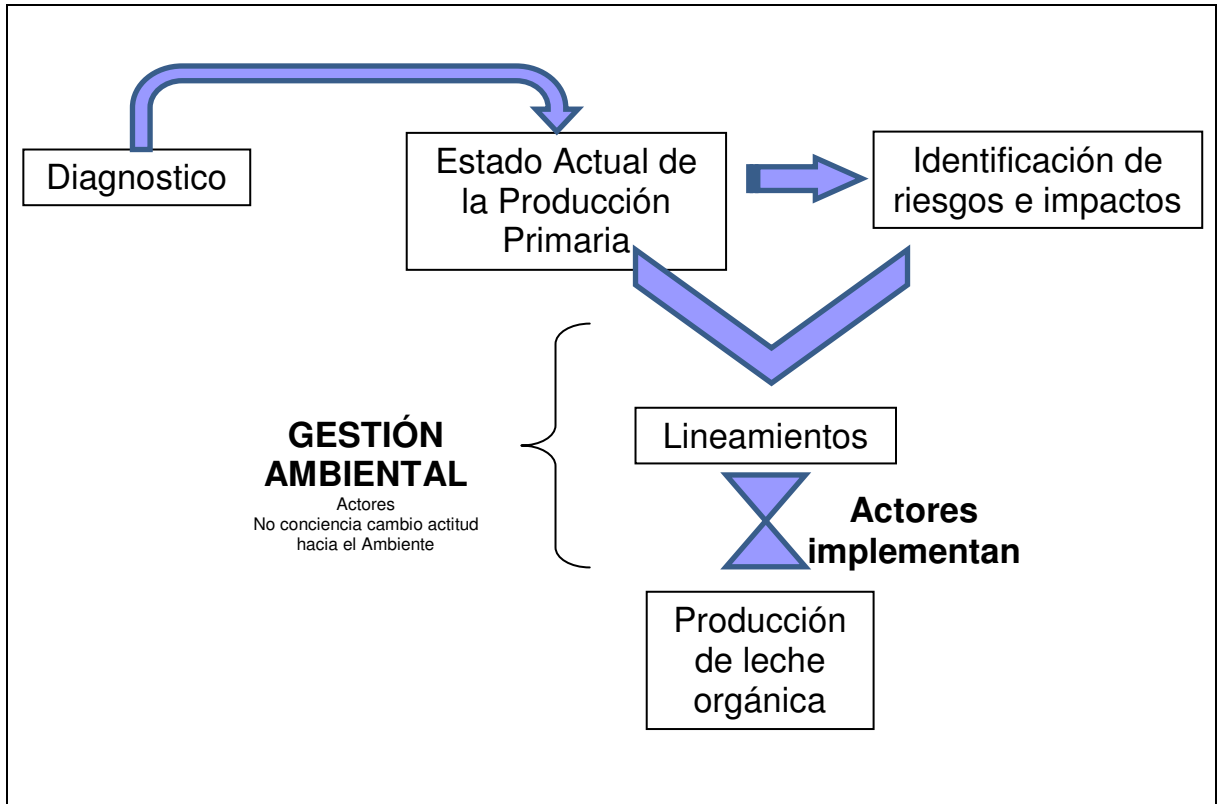 Diagnostico
Estado Actual de
la Producción
Primaria
Identificación de
riesgos e impactos
Lineamientos
GESTIÓN
AMBIENTAL
Actores
No conciencia cambio actitud
hacia el Ambiente
Actores
implementan
Producción
de leche
orgánica